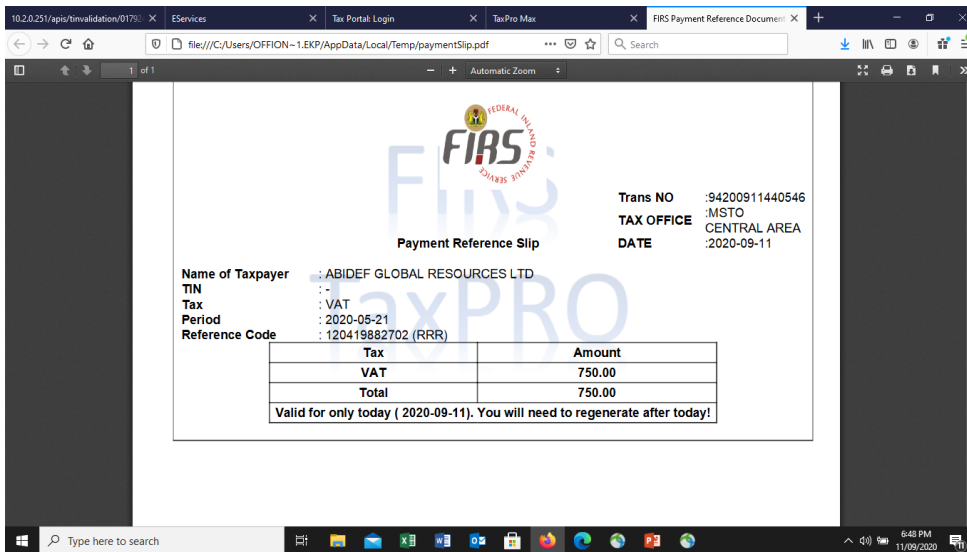 10.2.0.251/apis/tinvalidation/01792 EServices Tax Portal: Login TaxPro Max FIRS Payment Reference Document
file:///C:/Users/OFFION~1.EKP/AppData/Local/Temp/paymentSlip.pdf Search
1 of 1 Automatic Zoom
FEDERAL INLAND REVENUE SERVICE
FIRS
FIRS
Trans NO :94200911440546
TAX OFFICE :MSTO
CENTRAL AREA
Payment Reference Slip DATE :2020-09-11
Name of Taxpayer : ABIDEF GLOBAL RESOURCES LTD
TIN : -
Tax : VAT
TaxPRO
Period : 2020-05-21
Reference Code : 120419882702 (RRR)
Tax Amount
VAT 750.00
Total 750.00
Valid for only today ( 2020-09-11). You will need to regenerate after today!
Type here to search
6:48 PM
11/09/2020